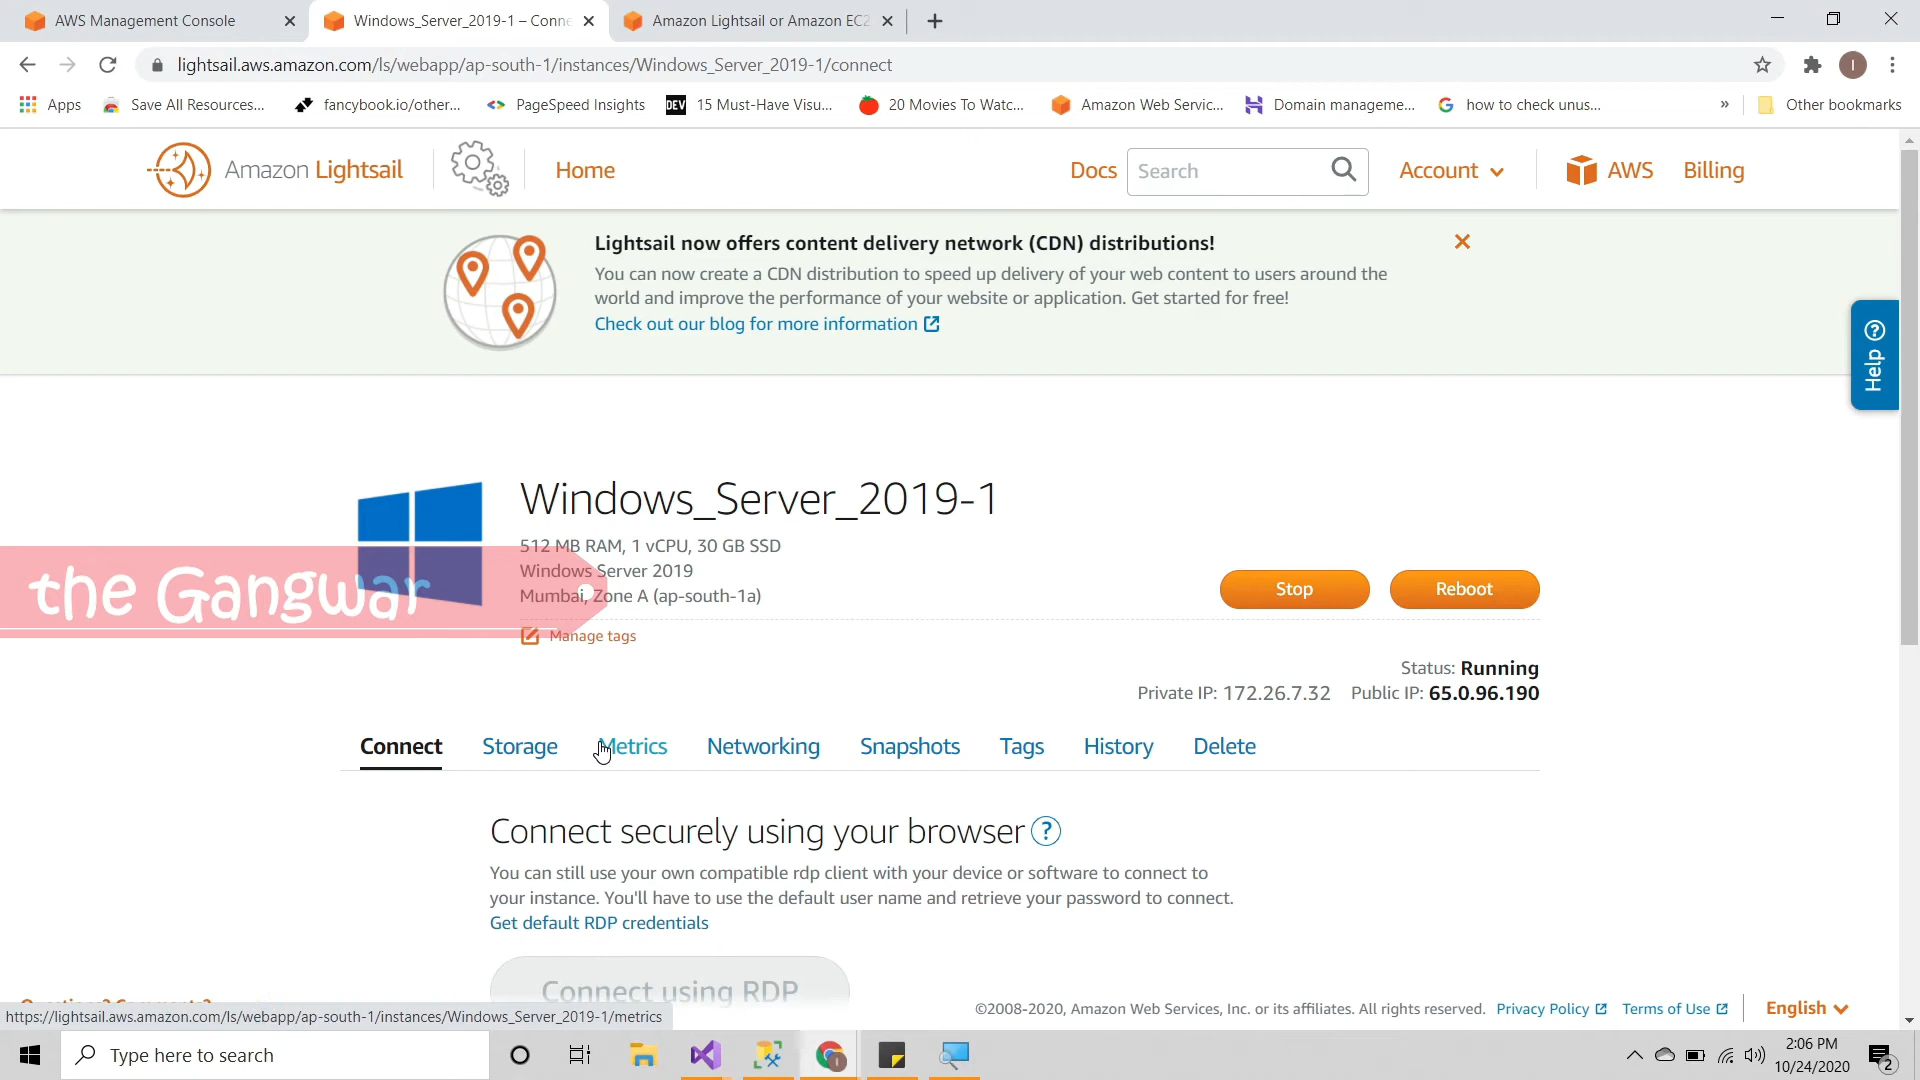 AWS Management Console
Windows_Server_2019-1 – Conne
Amazon Lightsail or Amazon EC2
lightsail.aws.amazon.com/ls/webapp/ap-south-1/instances/Windows_Server_2019-1/connect
I
Apps
Save All Resources...
fancybook.io/other...
PageSpeed Insights
DEV
15 Must-Have Visu...
20 Movies To Watc...
Amazon Web Servic...
Domain manageme...
how to check unus...
»
Other bookmarks
Amazon Lightsail
Home
Docs
Search
Account
AWS
Billing
Lightsail now offers content delivery network (CDN) distributions!
You can now create a CDN distribution to speed up delivery of your web content to users around the
world and improve the performance of your website or application. Get started for free!
Check out our blog for more information
Help
Windows_Server_2019-1
512 MB RAM, 1 vCPU, 30 GB SSD
Windows Server 2019
Mumbai, Zone A (ap-south-1a)
the Gangwar
Manage tags
Stop
Reboot
Status: Running
Private IP: 172.26.7.32 Public IP: 65.0.96.190
Connect
Storage
Metrics
Networking
Snapshots
Tags
History
Delete
Connect securely using your browser
You can still use your own compatible rdp client with your device or software to connect to
your instance. You'll have to use the default user name and retrieve your password to connect.
Get default RDP credentials
Connect using RDP
Questions? Comments?
©2008-2020, Amazon Web Services, Inc. or its affiliates. All rights reserved.
Privacy Policy
Terms of Use
English
https://lightsail.aws.amazon.com/ls/webapp/ap-south-1/instances/Windows_Server_2019-1/metrics
Type here to search
2:06 PM
10/24/2020
2